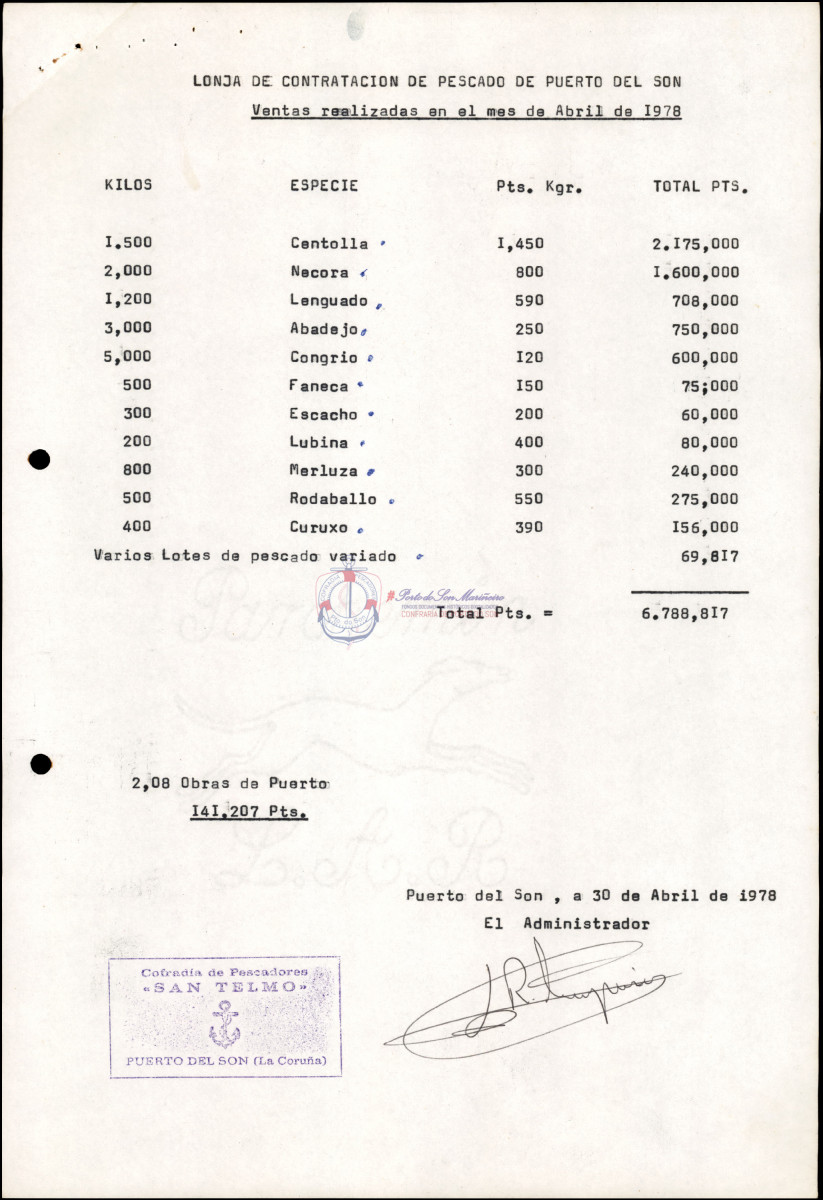 LONJA DE CONTRATACION DE PESCADO DE PUERTO DEL SON
Ventas realizadas en el mes de Abril de I978
KILOS ESPECIE Pts. Kgr. TOTAL PTS.
I.500 Centolla I,450 2.I75,000
2,000 Necora 800 I.600,000
I,200 Lenguado 590 708,000
3,000 Abadejo 250 750,000
5,000 Congrio I20 600,000
500 Faneca I50 75;000
300 Escacho 200 60,000
200 Lubina 400 80,000
800 Merluza 300 240,000
500 Rodaballo 550 275,000
400 Curuxo 390 I56,000
Varios Lotes de pescado variado 69,8I7
#Porto do Son Mariñeiro
Total Pts. = 6.788,8I7
2,08 Obras de Puerto
I4I.207 Pts.
L.A.R
Puerto del Son , a 30 de Abril de i978
El Administrador
Cofradía de Pescadores
«SAN TELMO»
PUERTO DEL SON (La Coruña)